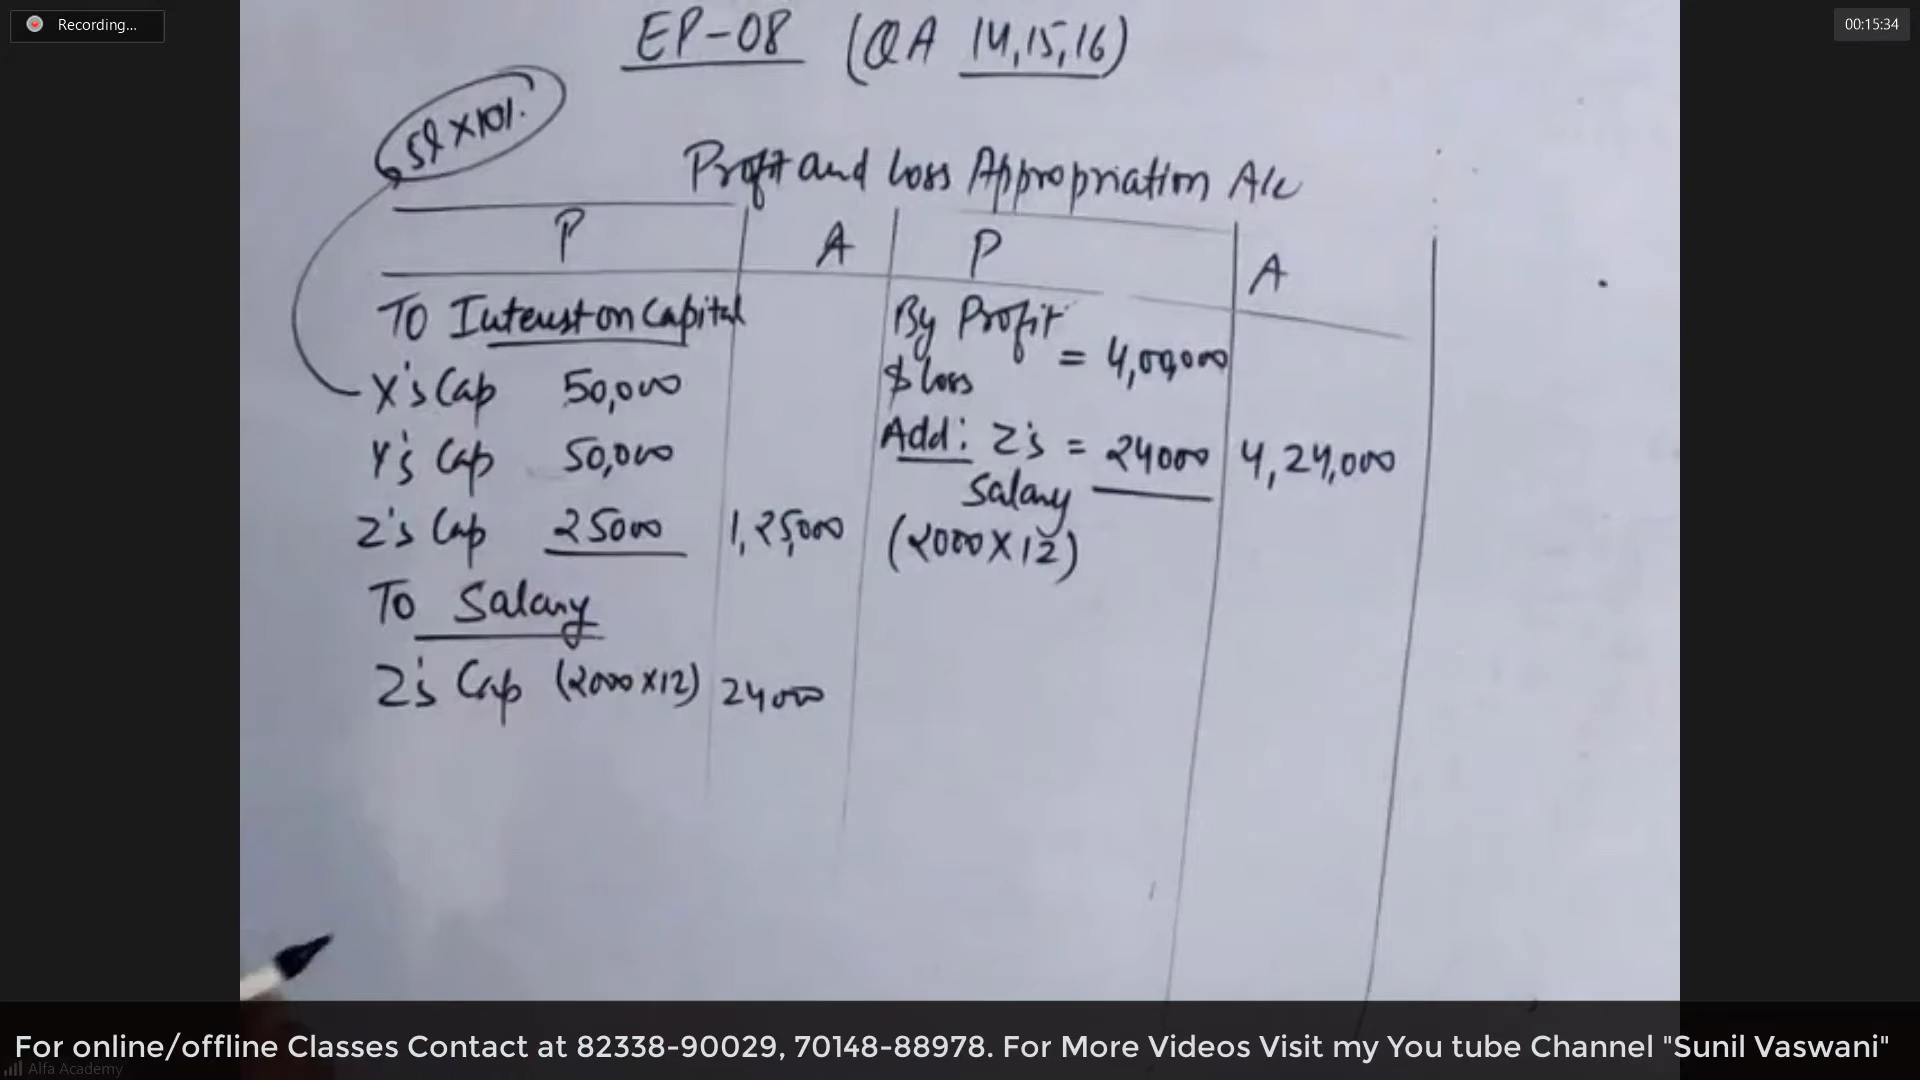 Recording...
00:15:34
EP-08 (QA 14,15,16)
5l×10%.
Profit and Loss Appropriation A/c
P A P A
To Interest on Capital
X's Cap 50,000
Y's Cap 50,000
Z's Cap 25000 1,25,000
To Salary
Z's Cap (2000×12) 24000
By Profit = 4,00,000
$ loss
Add: Z's = 24000 4,24,000
Salary
(2000×12)
For online/offline Classes Contact at 82338-90029, 70148-88978. For More Videos Visit my You tube Channel "Sunil Vaswani"
Alfa Academy